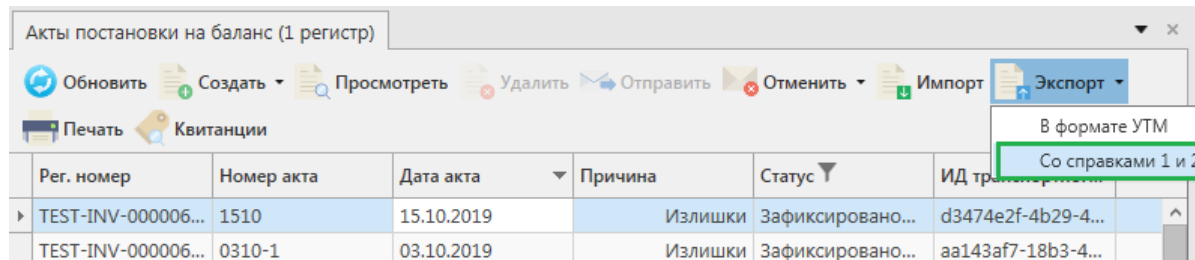 Акты постановки на баланс (1 регистр)
Обновить Создать Просмотреть Удалить Отправить Отменить Импорт Экспорт
Печать Квитанции
В формате УТМ
Со справками 1 и 2
Рег. номер Номер акта Дата акта Причина Статус ИД
TEST-INV-000006... 1510 15.10.2019 Излишки Зафиксировано... d3474e2f-4b29-4...
TEST-INV-000006... 0310-1 03.10.2019 Излишки Зафиксировано... aa143af7-18b3-4...